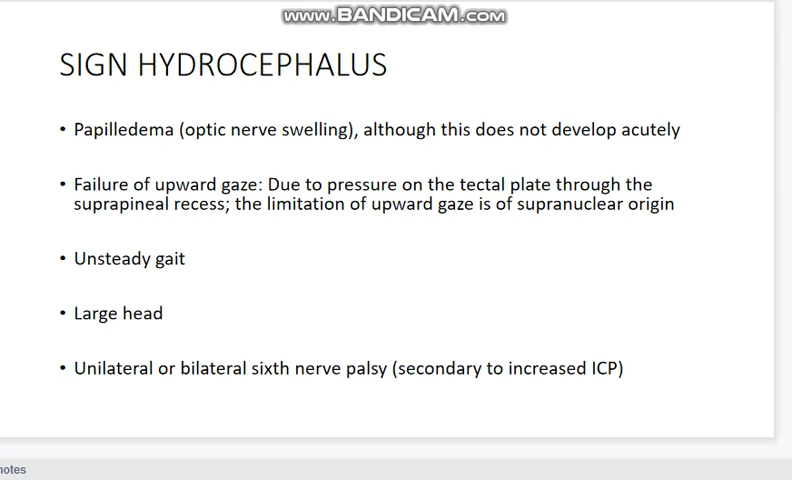 WWW.BANDICAM.COM
SIGN HYDROCEPHALUS
• Papilledema (optic nerve swelling), although this does not develop acutely
• Failure of upward gaze: Due to pressure on the tectal plate through the
suprapineal recess; the limitation of upward gaze is of supranuclear origin
• Unsteady gait
• Large head
• Unilateral or bilateral sixth nerve palsy (secondary to increased ICP)
notes